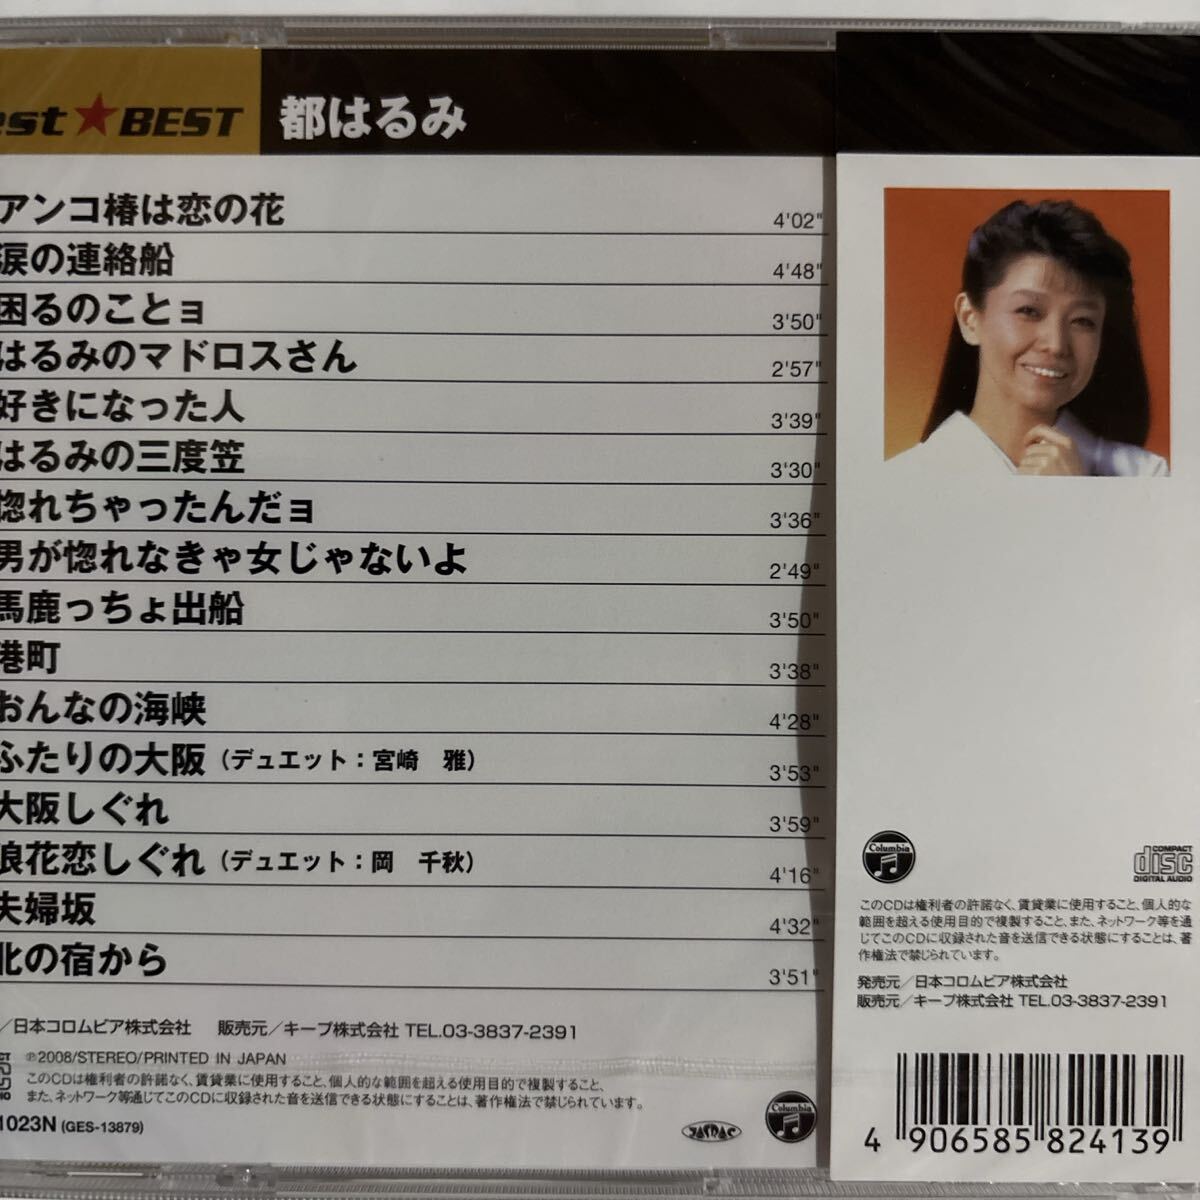 est★BEST 都はるみ
アンコ椿は恋の花 4'02"
涙の連絡船 4'48"
困るのことョ 3'50"
はるみのマドロスさん 2'57"
好きになった人 3'39"
はるみの三度笠 3'30"
惚れちゃったんだョ 3'36"
男が惚れなきゃ女じゃないよ 2'49"
馬鹿っちょ出船 3'50"
港町 3'38"
おんなの海峡 4'28"
ふたりの大阪（デュエット：宮崎　雅） 3'53"
大阪しぐれ 3'59"
浪花恋しぐれ（デュエット：岡　千秋） 4'16"
夫婦坂 4'32"
北の宿から 3'51"
／日本コロムビア株式会社 販売元／キープ株式会社 TEL.03-3837-2391
℗2008/STEREO/PRINTED IN JAPAN
このCDは権利者の許諾なく、賃貸業に使用すること、個人的な範囲を超える使用目的で複製すること、
また、ネットワーク等を通じてこのCDに収録された音を送信できる状態にすることは、著作権法で禁じられています。
1023N (GES-13879)
JASRAC
Columbia
Columbia
COMPACT
disc
DIGITAL AUDIO
このCDは権利者の許諾なく、賃貸業に使用すること、個人的な
範囲を超える使用目的で複製すること、また、ネットワーク等を通
じてこのCDに収録された音を送信できる状態にすることは、著
作権法で禁じられています。
発売元／日本コロムビア株式会社
販売元／キープ株式会社 TEL.03-3837-2391
4 906585 824139